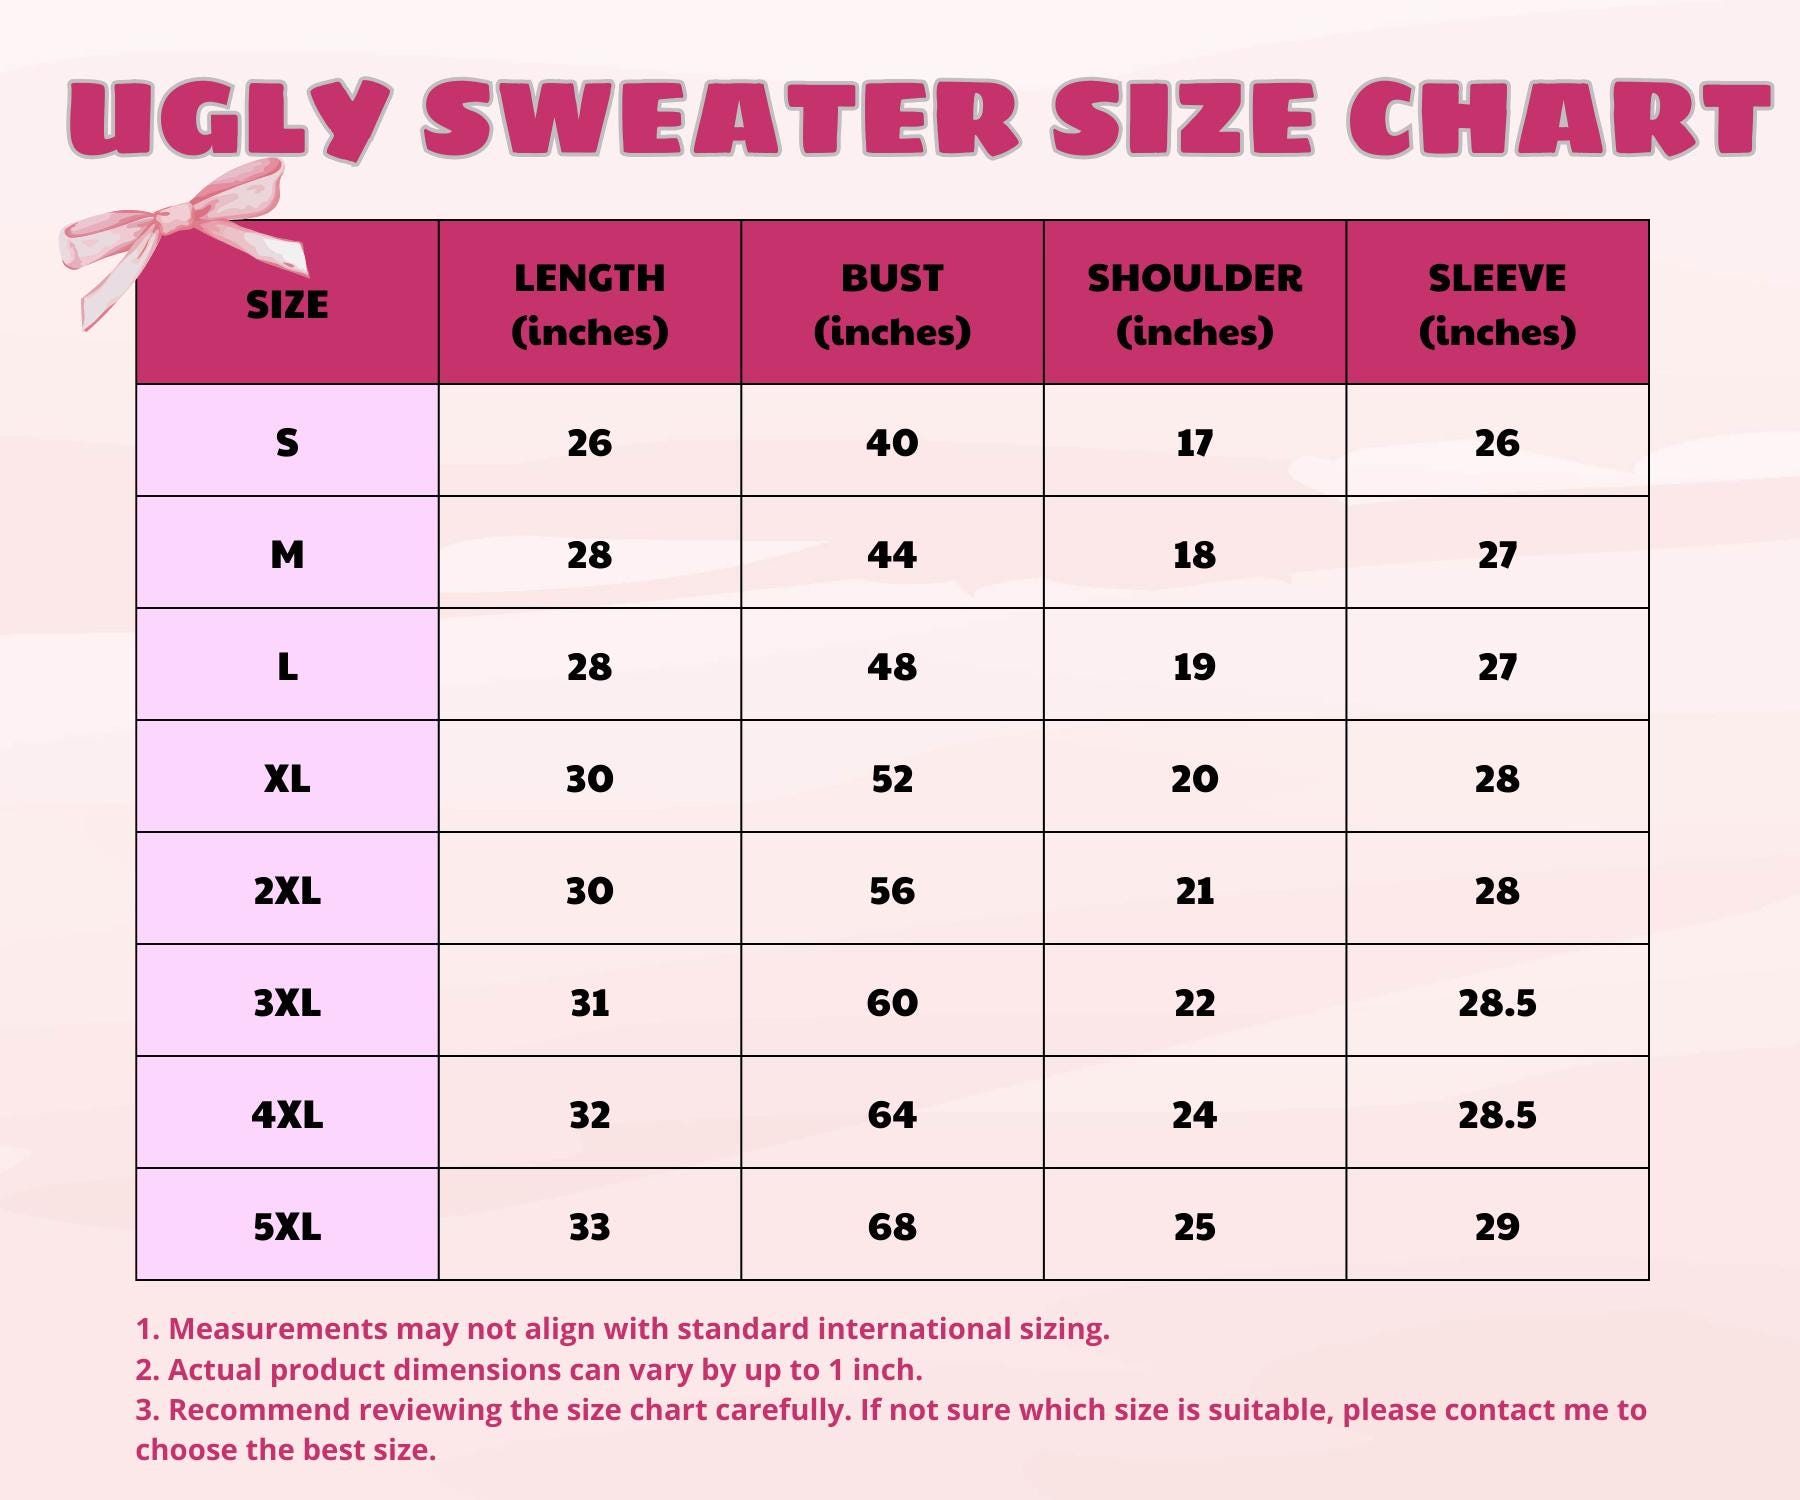 UGLY SWEATER SIZE CHART
SIZE LENGTH (inches) BUST (inches) SHOULDER (inches) SLEEVE (inches)
S 26 40 17 26
M 28 44 18 27
L 28 48 19 27
XL 30 52 20 28
2XL 30 56 21 28
3XL 31 60 22 28.5
4XL 32 64 24 28.5
5XL 33 68 25 29
1. Measurements may not align with standard international sizing.
2. Actual product dimensions can vary by up to 1 inch.
3. Recommend reviewing the size chart carefully. If not sure which size is suitable, please contact me to
choose the best size.